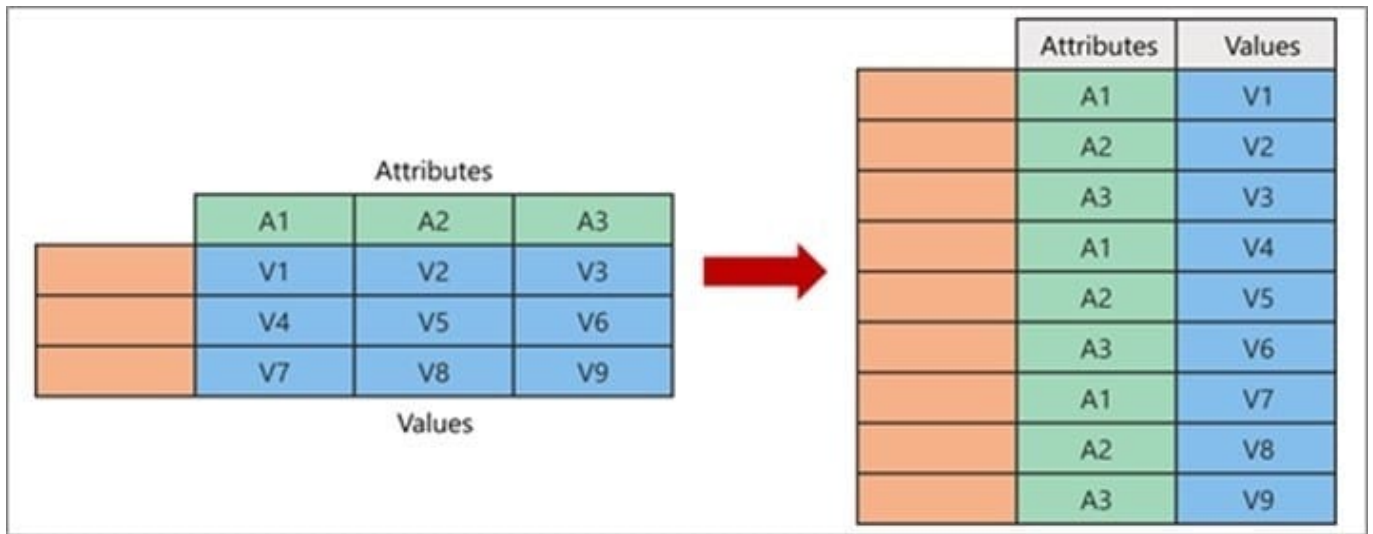 Attributes
A1 A2 A3
V1 V2 V3
V4 V5 V6
V7 V8 V9
Values
Attributes Values
A1 V1
A2 V2
A3 V3
A1 V4
A2 V5
A3 V6
A1 V7
A2 V8
A3 V9